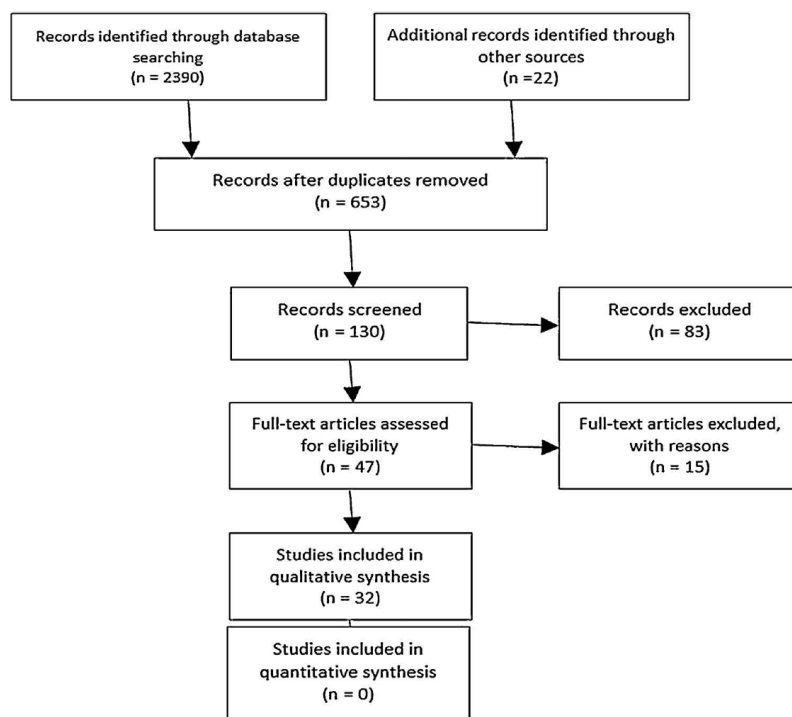 Records identified through database
searching
(n = 2390)
Additional records identified through
other sources
(n =22)
Records after duplicates removed
(n = 653)
Records screened
(n = 130)
Records excluded
(n = 83)
Full-text articles assessed
for eligibility
(n = 47)
Full-text articles excluded,
with reasons
(n = 15)
Studies included in
qualitative synthesis
(n = 32)
Studies included in
quantitative synthesis
(n = 0)